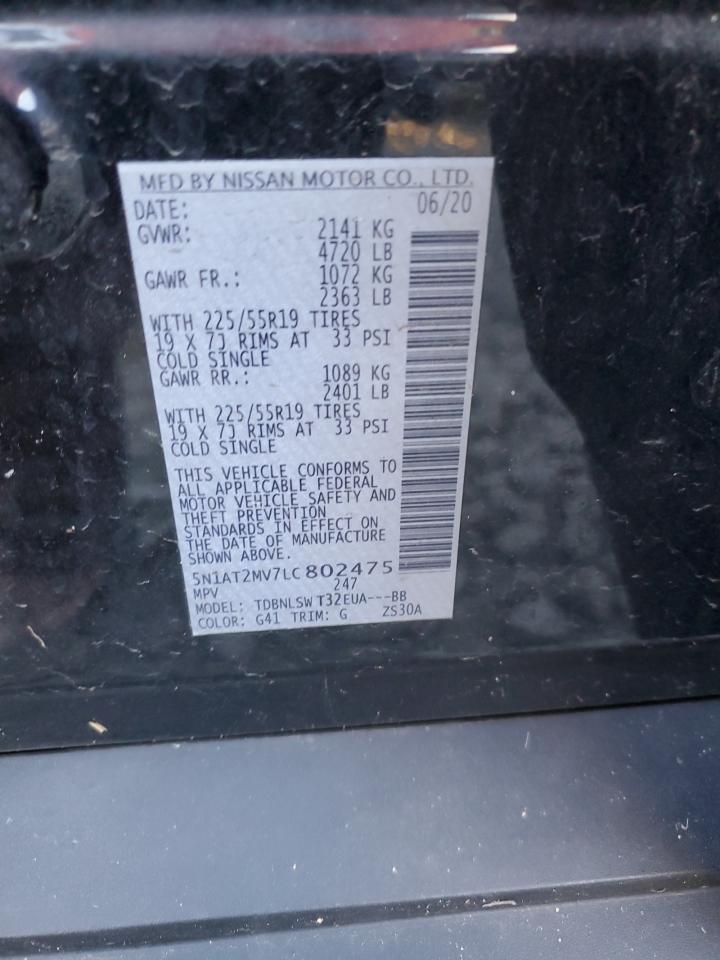 MFD BY NISSAN MOTOR CO., LTD.
DATE: 06/20
GVWR: 2141 KG
4720 LB
GAWR FR.: 1072 KG
2363 LB
WITH 225/55R19 TIRES
19 X 7J RIMS AT 33 PSI
COLD SINGLE
GAWR RR.: 1089 KG
2401 LB
WITH 225/55R19 TIRES
19 X 7J RIMS AT 33 PSI
COLD SINGLE
THIS VEHICLE CONFORMS TO
ALL APPLICABLE FEDERAL
MOTOR VEHICLE SAFETY AND
THEFT PREVENTION
STANDARDS IN EFFECT ON
THE DATE OF MANUFACTURE
SHOWN ABOVE.
5N1AT2MV7LC802475
MPV 247
MODEL: TDBNLSW T32EUA---BB
COLOR: G41 TRIM: G ZS30A